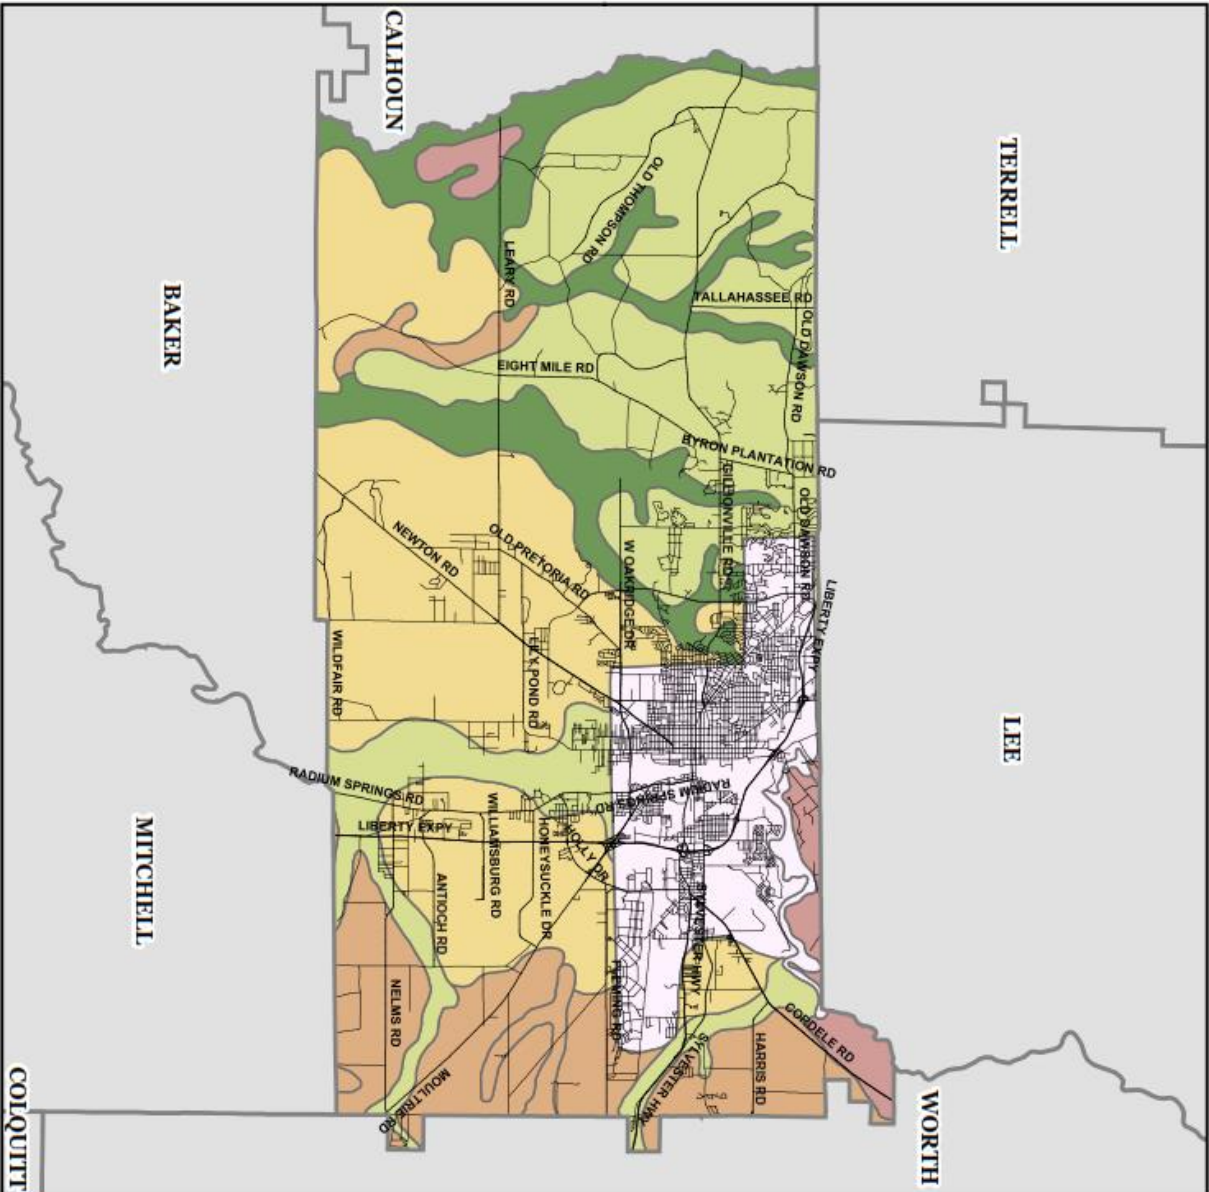 CALHOUN
TERRELL
BAKER
LEE
MITCHELL
WORTH
COLQUITT
OLD THOMPSON RD
LEARY RD
TALLAHASSEE RD
OLD DAWSON RD
EIGHT MILE RD
BYRON PLANTATION RD
GILLIONVILLE RD
OLD DAWSON RD
NEWTON RD
OLD PRETORIA RD
W OAKRIDGE DR
LIBERTY EXPY
WILDFAIR RD
LILY POND RD
RADIUM SPRINGS RD
RADIUM SPRINGS RD
LIBERTY EXPY
WILLIAMSBURG RD
HONEYSUCKLE DR
HOLLY DR
ANTIOCH RD
SYLVESTER HWY
FLEMING RD
NELMS RD
CORDELE RD
HARRIS RD
SYLVESTER HWY
MOULTRIE RD